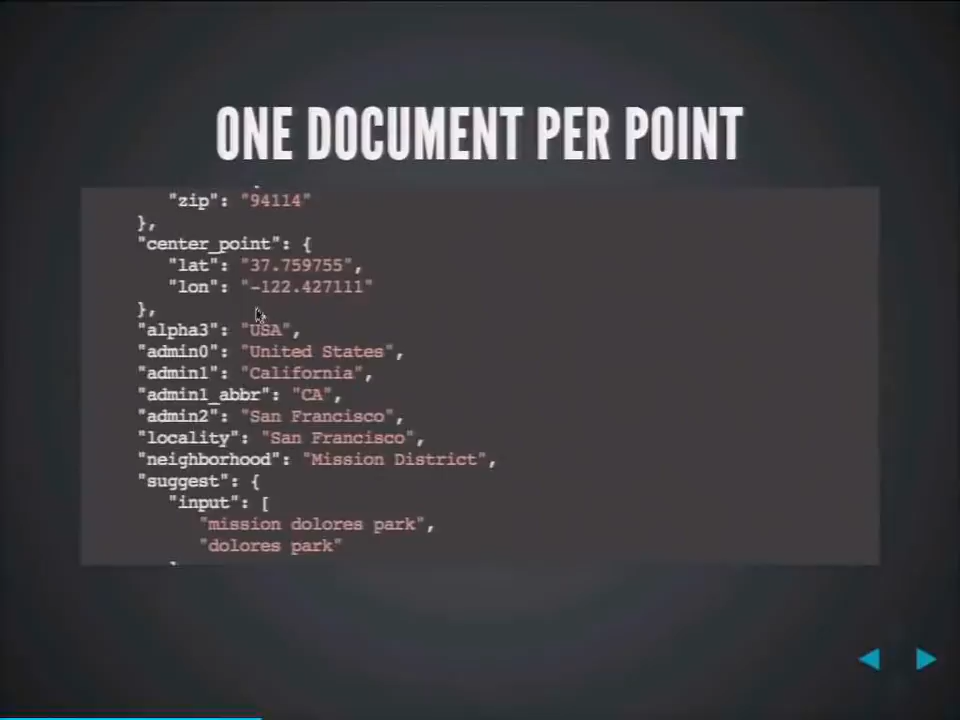 ONE DOCUMENT PER POINT
"zip": "94114"
},
"center_point": {
"lat": "37.759755",
"lon": "-122.427111"
},
"alpha3": "USA",
"admin0": "United States",
"admin1": "California",
"admin1_abbr": "CA",
"admin2": "San Francisco",
"locality": "San Francisco",
"neighborhood": "Mission District",
"suggest": {
"input": [
"mission dolores park",
"dolores park"